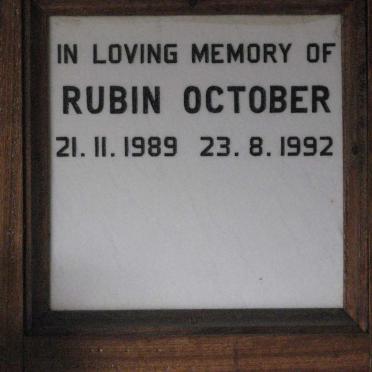 IN LOVING MEMORY OF
RUBIN OCTOBER
21. 11. 1989 23. 8. 1992